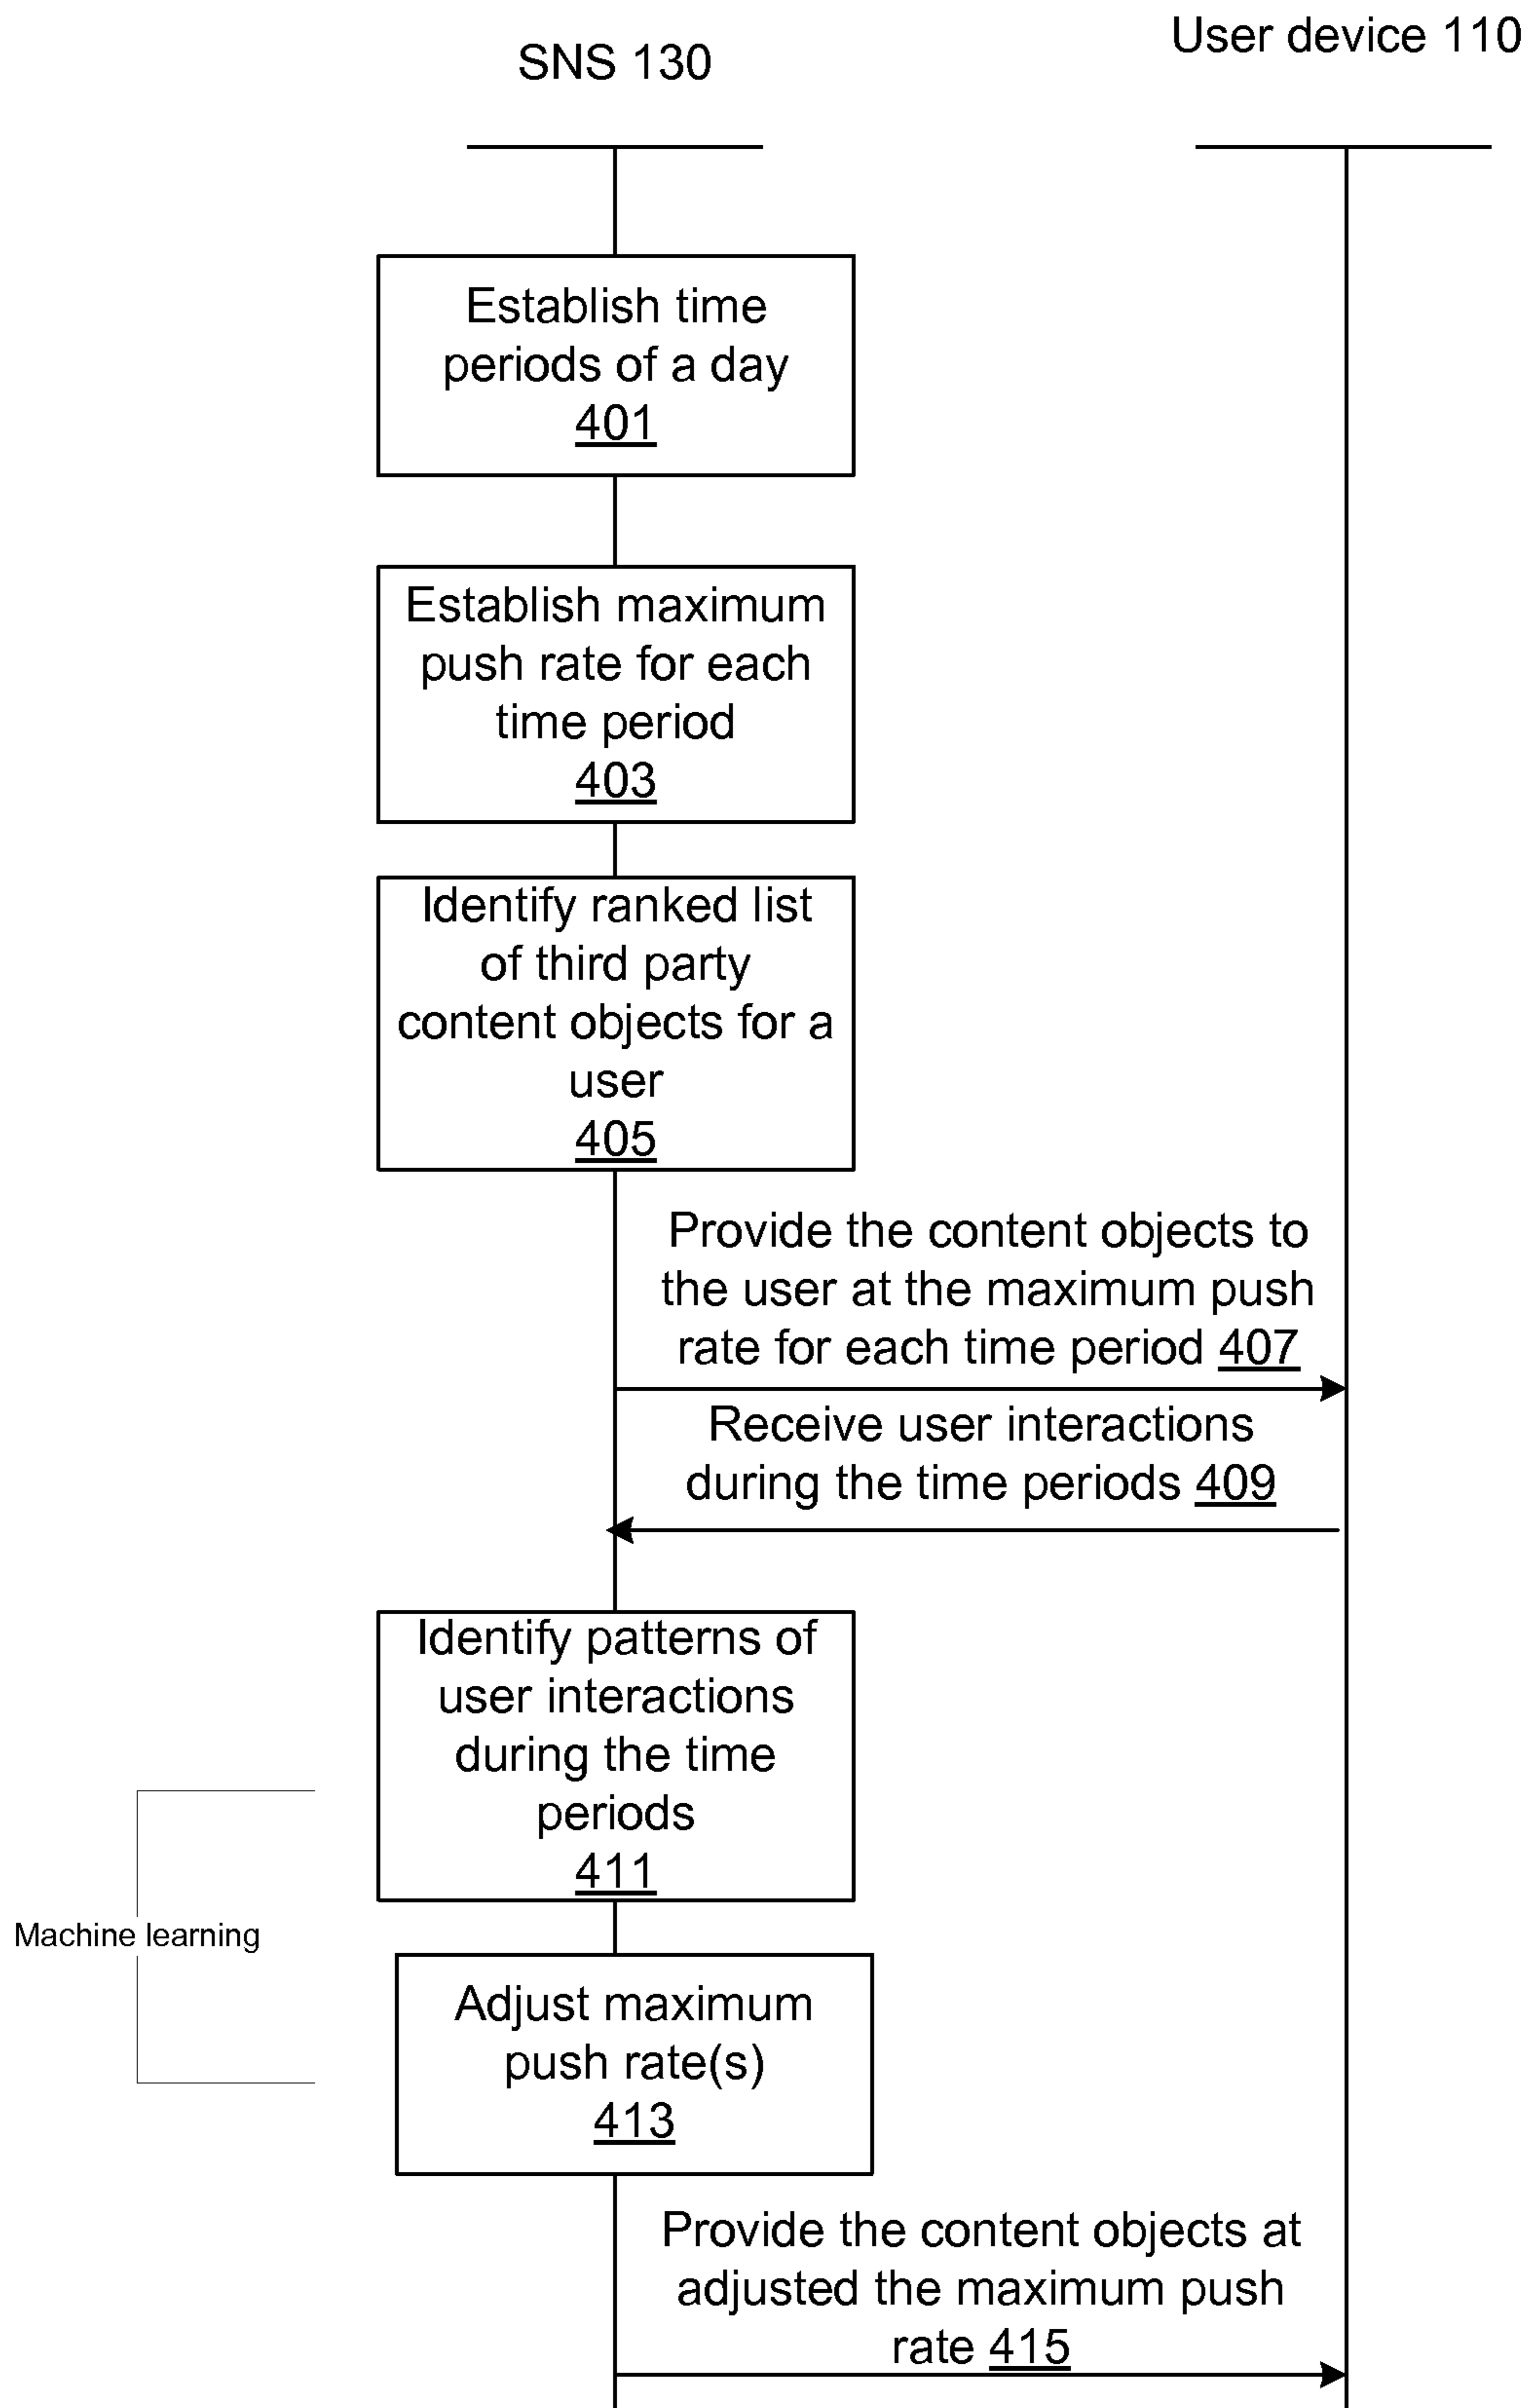 SNS 130
User device 110
Establish time
periods of a day
401
Establish maximum
push rate for each
time period
403
Identify ranked list
of third party
content objects for a
user
405
Provide the content objects to
the user at the maximum push
rate for each time period 407
Receive user interactions
during the time periods 409
Identify patterns of
user interactions
during the time
periods
411
Machine learning
Adjust maximum
push rate(s)
413
Provide the content objects at
adjusted the maximum push
rate 415